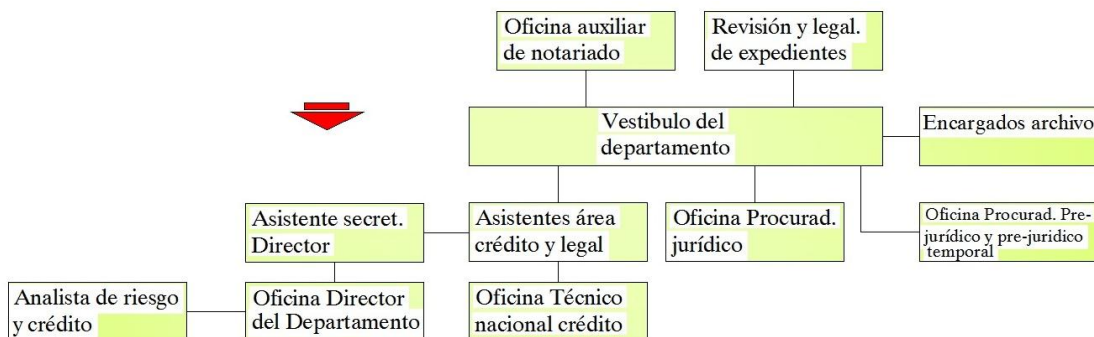 Oficina auxiliar
de notariado
Revisión y legal.
de expedientes
Vestibulo del
departamento
Encargados archivo
Asistente secret.
Director
Asistentes área
crédito y legal
Oficina Procurad.
jurídico
Oficina Procurad. Pre-
jurídico y pre-juridico
temporal
Analista de riesgo
y crédito
Oficina Director
del Departamento
Oficina Técnico
nacional crédito